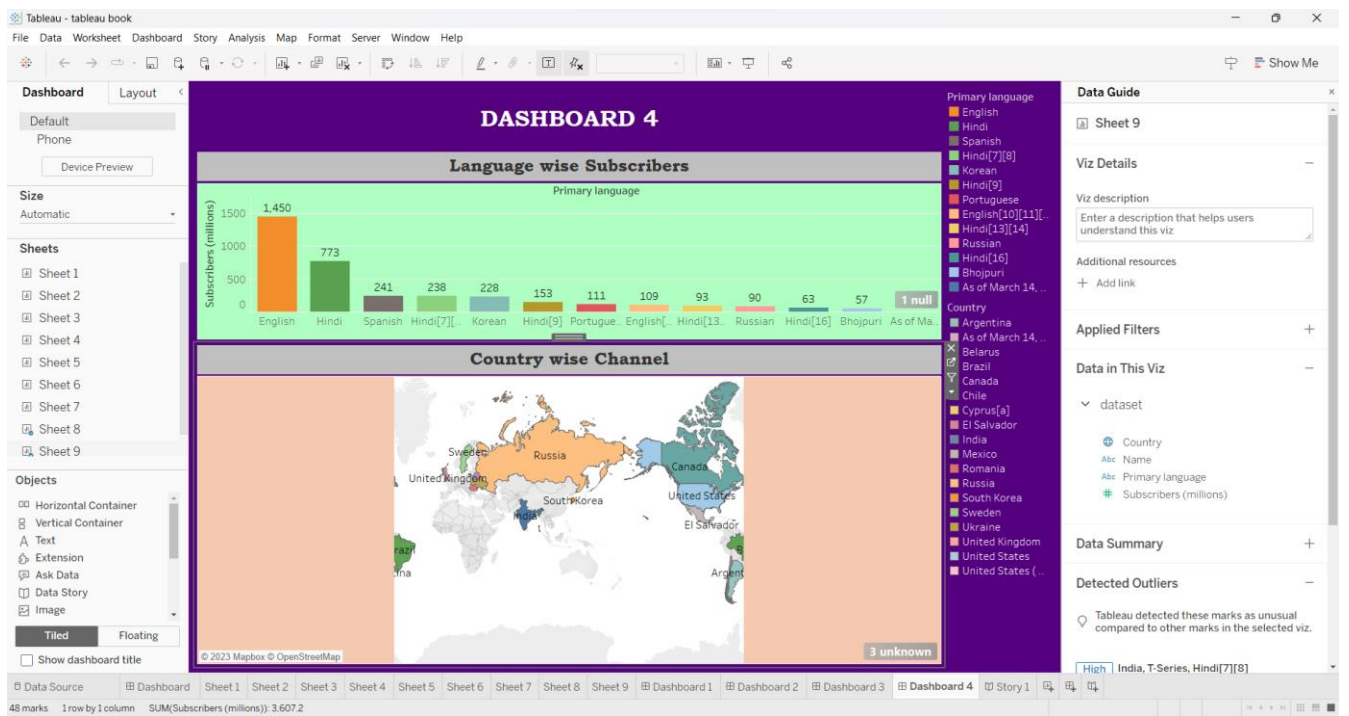 Tableau - tableau book
File Data Worksheet Dashboard Story Analysis Map Format Server Window Help
Show Me
Dashboard Layout
Default
Phone
Device Preview
Size
Automatic
Sheets
Sheet 1
Sheet 2
Sheet 3
Sheet 4
Sheet 5
Sheet 6
Sheet 7
Sheet 8
Sheet 9
Objects
Horizontal Container
Vertical Container
Text
Extension
Ask Data
Data Story
Image
Tiled Floating
Show dashboard title
DASHBOARD 4
Language wise Subscribers
Primary language
Subscribers (millions)
1500
1000
500
0
1,450 773 241 238 228 153 111 109 93 90 63 57
1 null
English Hindi Spanish Hindi[7][.. Korean Hindi[9] Portugue.. English[.. Hindi[13.. Russian Hindi[16] Bhojpuri As of Ma..
Country wise Channel
Sweden
Russia
United Kingdom
Canada
South Korea
United States
India
El Salvador
razil
B
ina
Argent
© 2023 Mapbox © OpenStreetMap
3 unknown
Primary language
English
Hindi
Spanish
Hindi[7][8]
Korean
Hindi[9]
Portuguese
English[10][11][..
Hindi[13][14]
Russian
Hindi[16]
Bhojpuri
As of March 14, ..
Country
Argentina
As of March 14, ..
Belarus
Brazil
Canada
Chile
Cyprus[a]
El Salvador
India
Mexico
Romania
Russia
South Korea
Sweden
Ukraine
United Kingdom
United States
United States (..
Data Guide
Sheet 9
Viz Details
Viz description
Enter a description that helps users
understand this viz
Additional resources
+ Add link
Applied Filters
Data in This Viz
dataset
Country
Abc Name
Abc Primary language
# Subscribers (millions)
Data Summary
Detected Outliers
Tableau detected these marks as unusual
compared to other marks in the selected viz.
High India, T-Series, Hindi[7][8]
Data Source Dashboard Sheet 1 Sheet 2 Sheet 3 Sheet 4 Sheet 5 Sheet 6 Sheet 7 Sheet 8 Sheet 9 Dashboard 1 Dashboard 2 Dashboard 3 Dashboard 4 Story 1
48 marks 1 row by 1 column SUM(Subscribers (millions)): 3,607.2